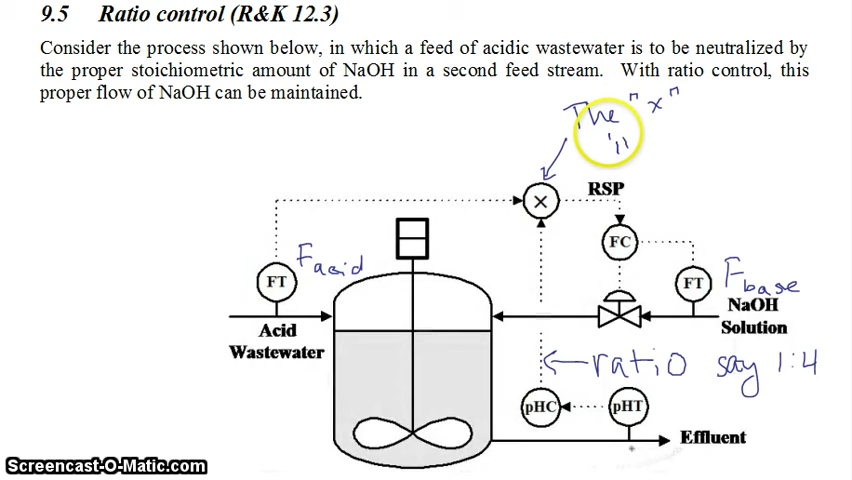 9.5 Ratio control (R&K 12.3)
Consider the process shown below, in which a feed of acidic wastewater is to be neutralized by
the proper stoichiometric amount of NaOH in a second feed stream. With ratio control, this
proper flow of NaOH can be maintained.
The "x"
"
RSP
×
FC
F acid
FT
FT
F base
NaOH
Solution
Acid
Wastewater
←ratio say 1:4
pHC
pHT
Effluent
Screencast-O-Matic.com